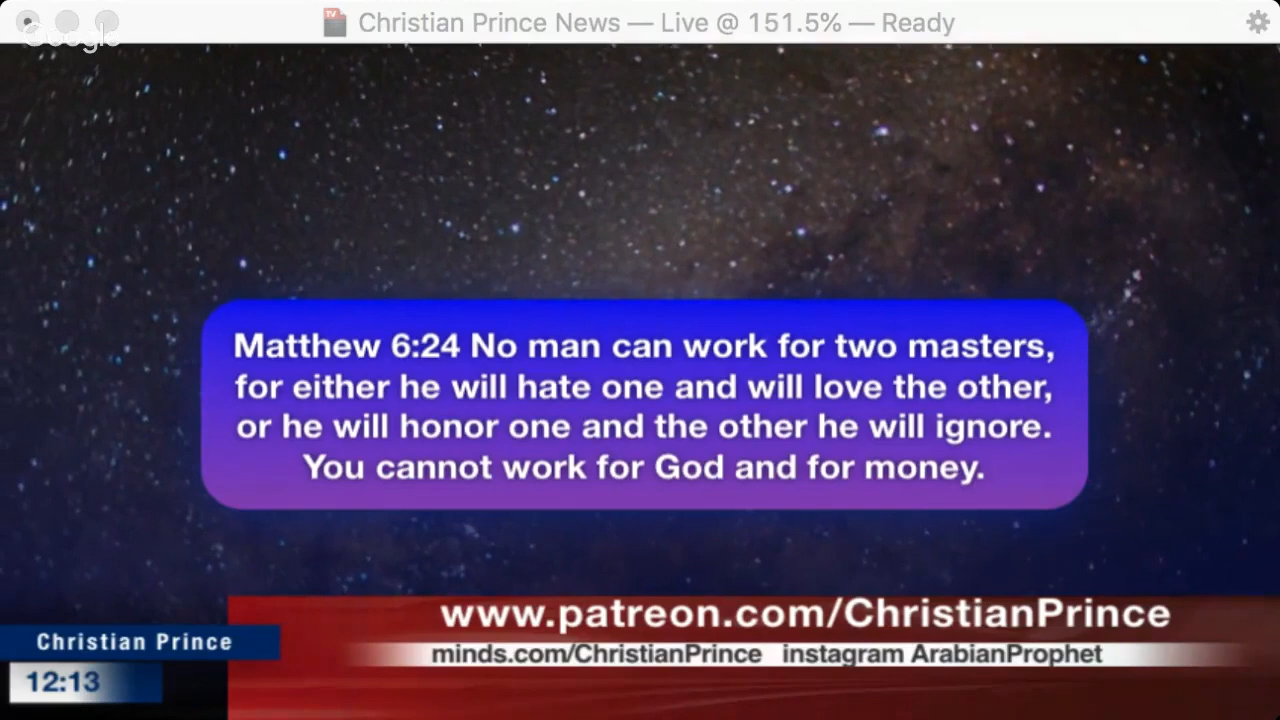 Christian Prince News — Live @ 151.5% — Ready
Google
Matthew 6:24 No man can work for two masters,
for either he will hate one and will love the other,
or he will honor one and the other he will ignore.
You cannot work for God and for money.
www.patreon.com/ChristianPrince
Christian Prince
minds.com/ChristianPrince instagram ArabianProphet
12:13